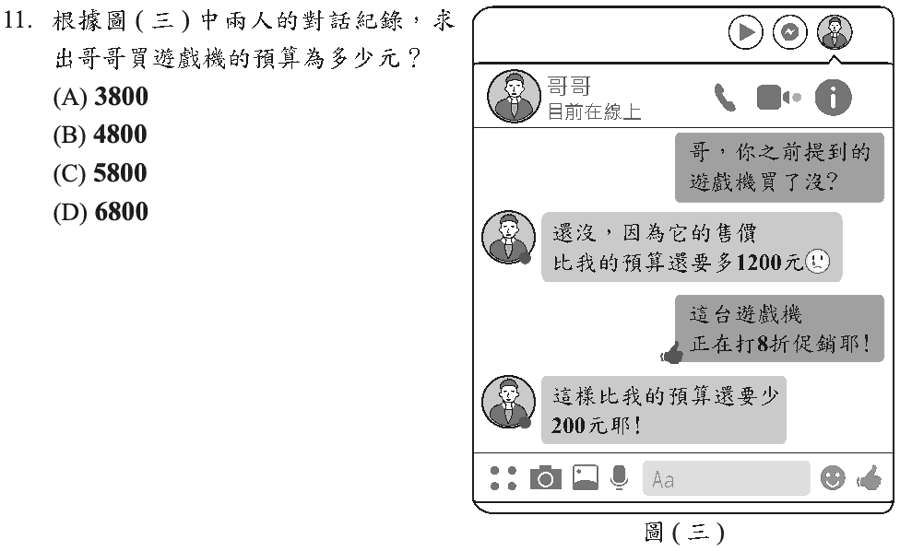 11. 根據圖(三)中兩人的對話紀錄，求
出哥哥買遊戲機的預算為多少元？
(A) 3800
(B) 4800
(C) 5800
(D) 6800
哥哥
目前在線上
哥，你之前提到的
遊戲機買了沒？
還沒，因為它的售價
比我的預算還要多1200元
這台遊戲機
正在打8折促銷耶！
這樣比我的預算還要少
200元耶！
Aa
圖(三)